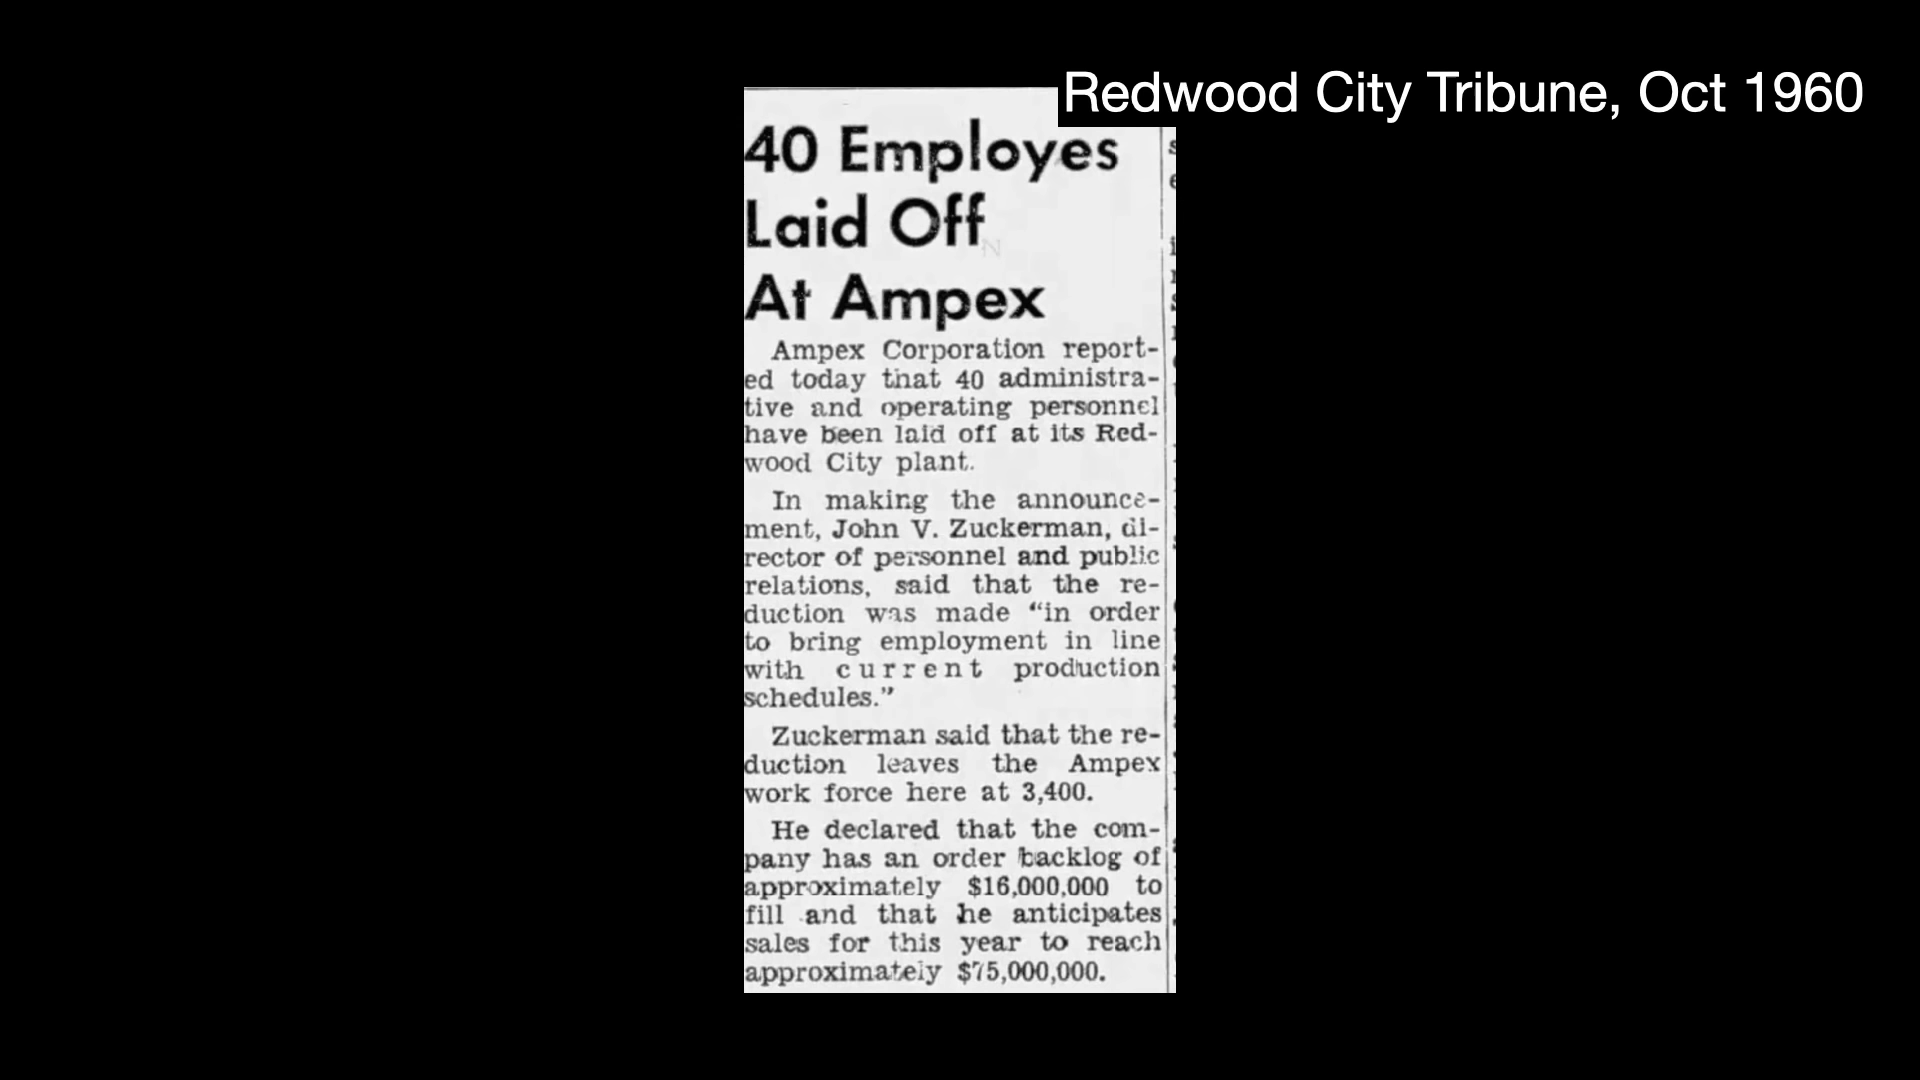 Redwood City Tribune, Oct 1960
40 Employes
Laid Off
At Ampex
Ampex Corporation report-
ed today that 40 administra-
tive and operating personnel
have been laid off at its Red-
wood City plant.
In making the announce-
ment, John V. Zuckerman, di-
rector of personnel and public
relations, said that the re-
duction was made “in order
to bring employment in line
with current production
schedules.”
Zuckerman said that the re-
duction leaves the Ampex
work force here at 3,400.
He declared that the com-
pany has an order backlog of
approximately $16,000,000 to
fill and that he anticipates
sales for this year to reach
approximately $75,000,000.